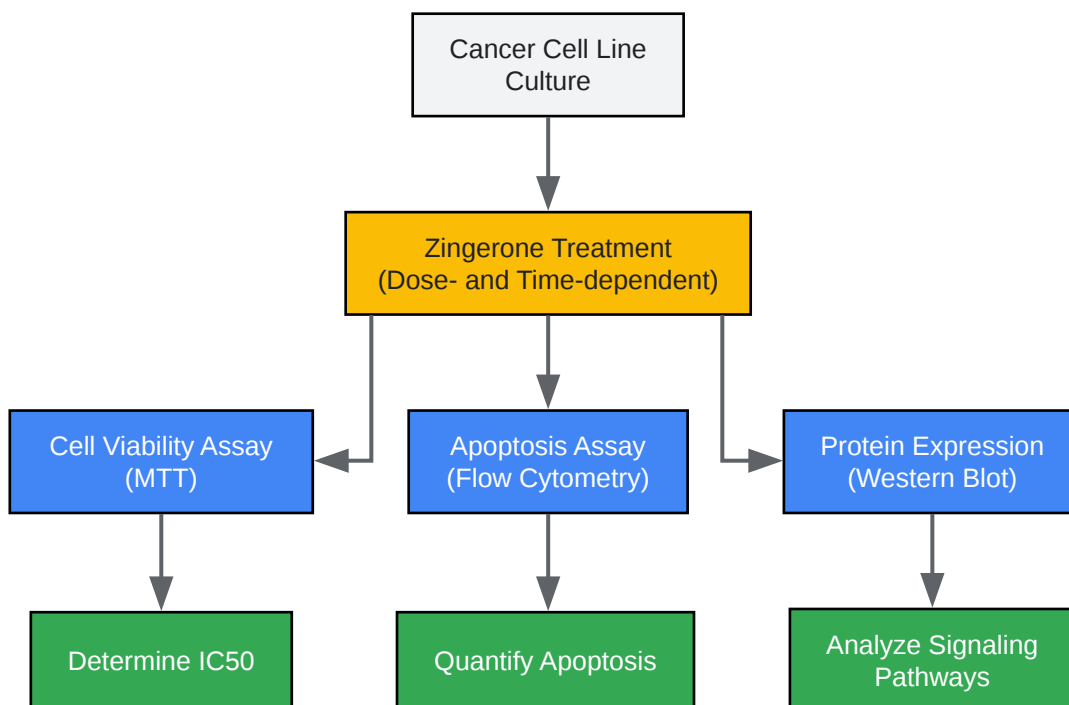 Cancer Cell Line
Culture
Zingerone Treatment
(Dose- and Time-dependent)
Cell Viability Assay
(MTT)
Apoptosis Assay
(Flow Cytometry)
Protein Expression
(Western Blot)
Determine IC50
Quantify Apoptosis
Analyze Signaling
Pathways